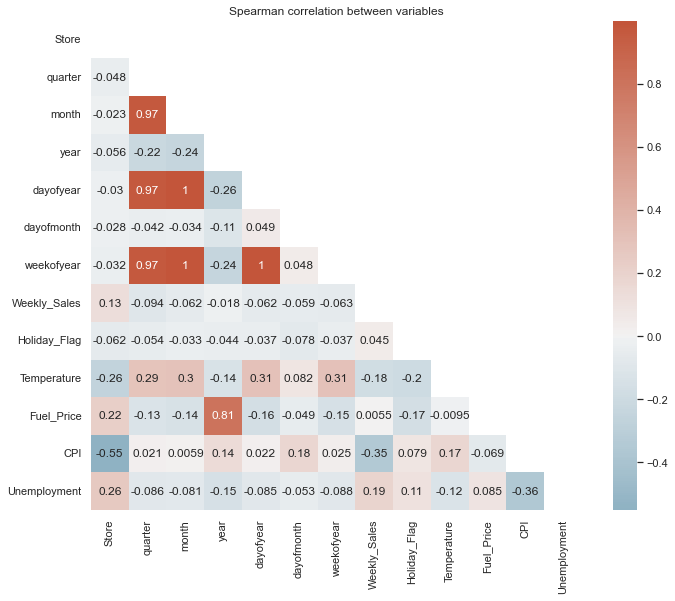 Spearman correlation between variables
Store
quarter -0.048
month -0.023 0.97
year -0.056 -0.22 -0.24
dayofyear -0.03 0.97 1 -0.26
dayofmonth -0.028 -0.042 -0.034 -0.11 0.049
weekofyear -0.032 0.97 1 -0.24 1 0.048
Weekly_Sales 0.13 -0.094 -0.062 -0.018 -0.062 -0.059 -0.063
Holiday_Flag -0.062 -0.054 -0.033 -0.044 -0.037 -0.078 -0.037 0.045
Temperature -0.26 0.29 0.3 -0.14 0.31 0.082 0.31 -0.18 -0.2
Fuel_Price 0.22 -0.13 -0.14 0.81 -0.16 -0.049 -0.15 0.0055 -0.17 -0.0095
CPI -0.55 0.021 0.0059 0.14 0.022 0.18 0.025 -0.35 0.079 0.17 -0.069
Unemployment 0.26 -0.086 -0.081 -0.15 -0.085 -0.053 -0.088 0.19 0.11 -0.12 0.085 -0.36
Store quarter month year dayofyear dayofmonth weekofyear Weekly_Sales Holiday_Flag Temperature Fuel_Price CPI Unemployment
0.8
0.6
0.4
0.2
0.0
−0.2
−0.4